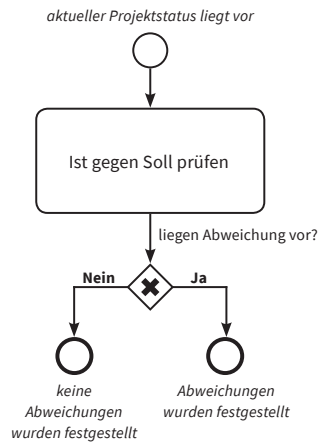 aktueller Projektstatus liegt vor
Ist gegen Soll prüfen
liegen Abweichung vor?
Nein
Ja
keine
Abweichungen
wurden festgestellt
Abweichungen
wurden festgestellt